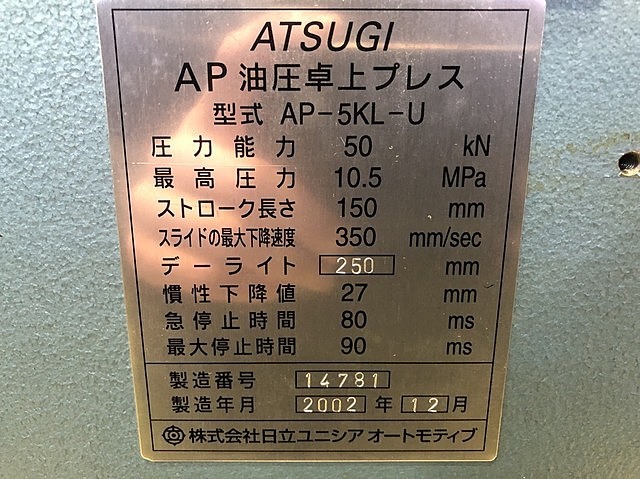 ATSUGI
AP 油圧卓上プレス
型式 AP-5KL-U
圧力能力 50 kN
最高圧力 10.5 MPa
ストローク長さ 150 mm
スライドの最大下降速度 350 mm/sec
デーライト 250 mm
慣性下降値 27 mm
急停止時間 80 ms
最大停止時間 90 ms
製造番号 14781
製造年月 2002 年 12 月
株式会社日立ユニシアオートモティブ